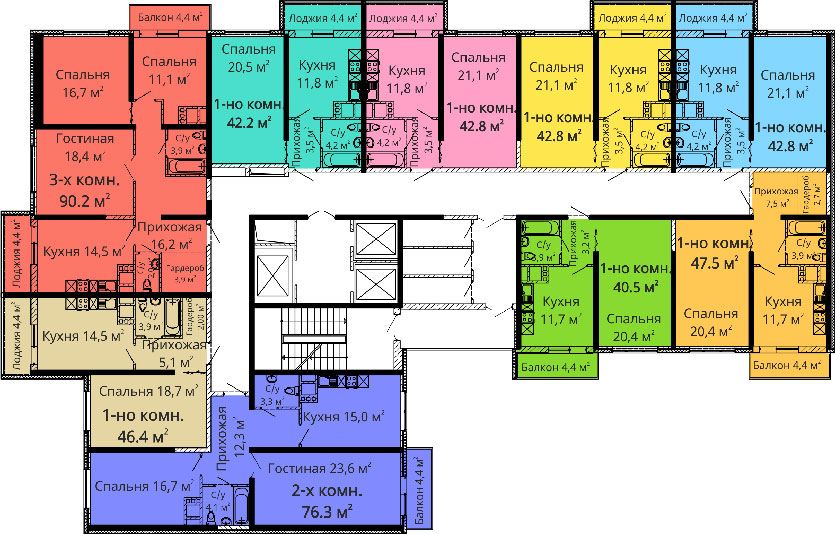 Балкон 4,4 м²
Спальня
16,7 м²
Спальня
11,1 м²
Гостиная
18,4 м²
3-х комн.
90.2 м²
С/у
3,9 м²
Кухня 14,5 м²
Прихожая
16,2 м²
Гардероб
3,9 м²
Лоджия 4,4 м²
Спальня
20,5 м²
1-но комн.
42.2 м²
Лоджия 4,4 м²
Кухня
11,8 м²
Прихожая
3,5 м²
С/у
4,2 м²
Лоджия 4,4 м²
Кухня
11,8 м²
С/у
4,2 м²
Прихожая
3,5 м²
Спальня
21,1 м²
1-но комн.
42.8 м²
Спальня
21,1 м²
1-но комн.
42.8 м²
Лоджия 4,4 м²
Кухня
11,8 м²
Прихожая
3,5 м²
С/у
4,2 м²
Лоджия 4,4 м²
Кухня
11,8 м²
С/у
4,2 м²
Прихожая
3,5 м²
Спальня
21,1 м²
1-но комн.
42.8 м²
Прихожая
7,5 м²
Гардероб
2,7 м²
1-но комн.
47.5 м²
С/у
3,9 м²
Спальня
20,4 м²
Кухня
11,7 м²
Балкон 4,4 м²
С/у
3,9 м²
Прихожая
3,2 м²
1-но комн.
40.5 м²
Кухня
11,7 м²
Спальня
20,4 м²
Балкон 4,4 м²
Лоджия 4,4 м²
Кухня 14,5 м²
С/у
3,9 м
Гардероб
2,00 м²
Прихожая
5,1 м²
Спальня 18,7 м²
1-но комн.
46.4 м²
С/у
3,3 м²
Кухня 15,0 м²
Прихожая
12,3 м²
Гостиная 23,6 м²
2-х комн.
76.3 м²
Спальня 16,7 м²
С/у
Балкон 4,4 м²